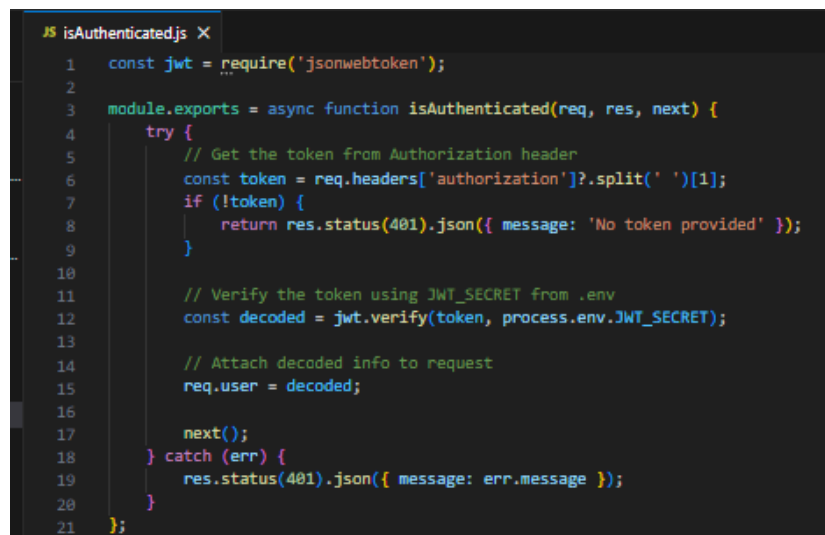 JS isAuthenticated.js ×
1 const jwt = require('jsonwebtoken');
2
3 module.exports = async function isAuthenticated(req, res, next) {
4 try {
5 // Get the token from Authorization header
6 const token = req.headers['authorization']?.split(' ')[1];
7 if (!token) {
8 return res.status(401).json({ message: 'No token provided' });
9 }
10
11 // Verify the token using JWT_SECRET from .env
12 const decoded = jwt.verify(token, process.env.JWT_SECRET);
13
14 // Attach decoded info to request
15 req.user = decoded;
16
17 next();
18 } catch (err) {
19 res.status(401).json({ message: err.message });
20 }
21 };